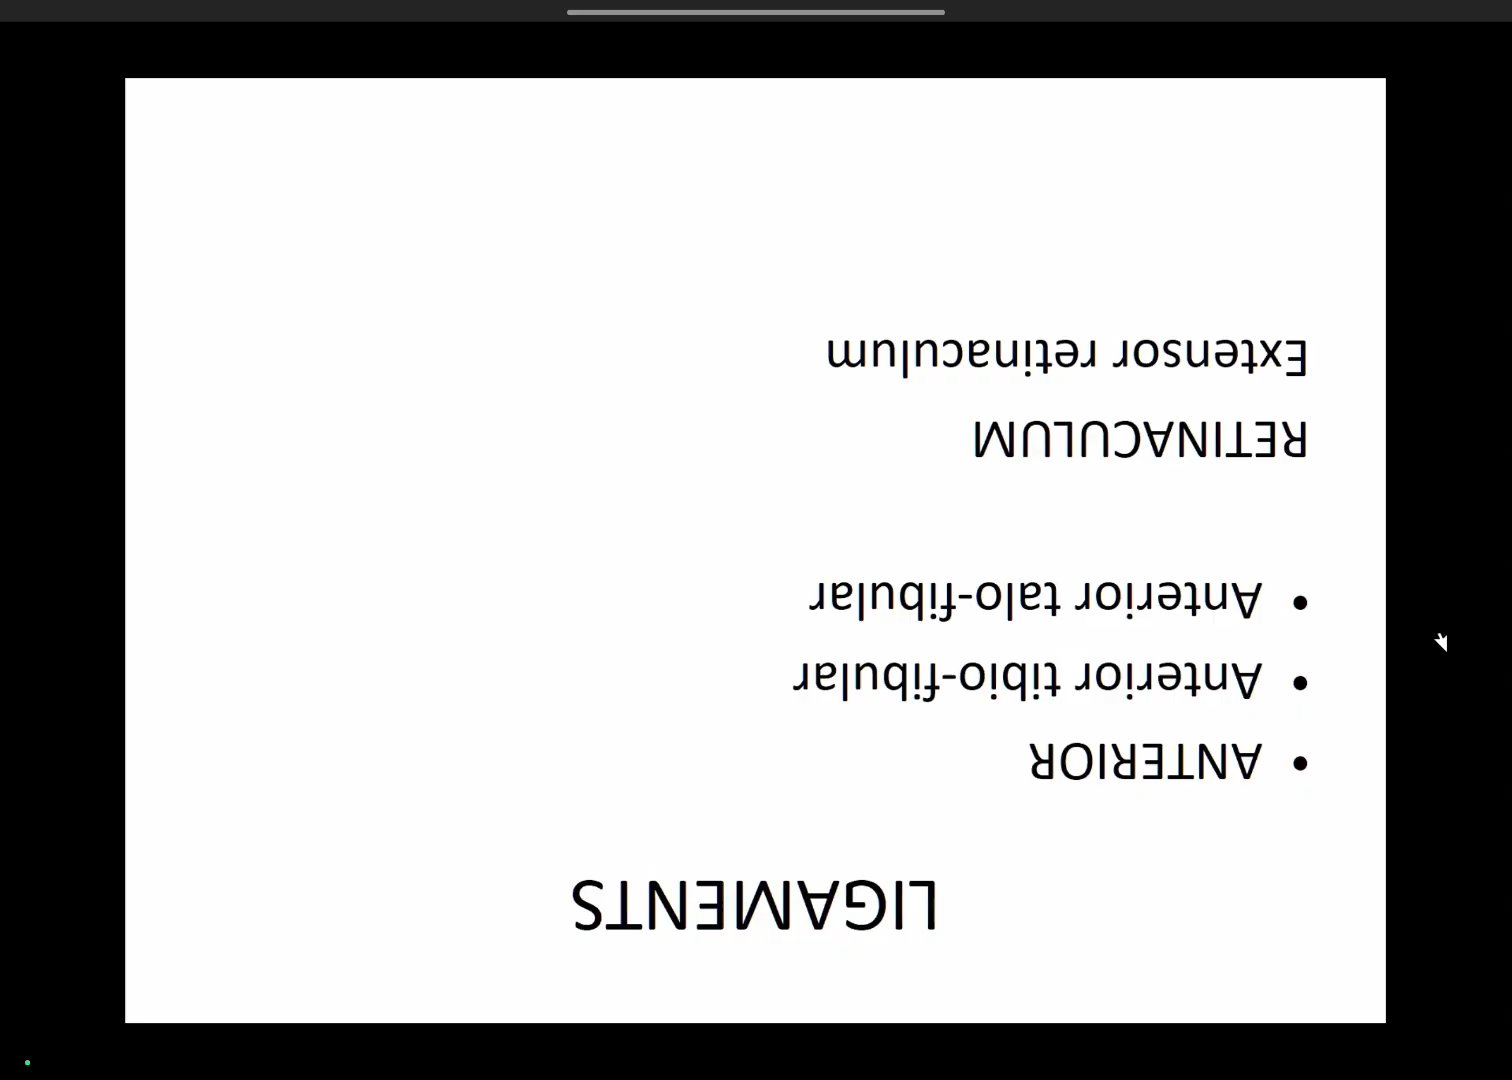 LIGAMENTS
• ANTERIOR
• Anterior tibio-fibular
• Anterior talo-fibular
RETINACULUM
Extensor retinaculum